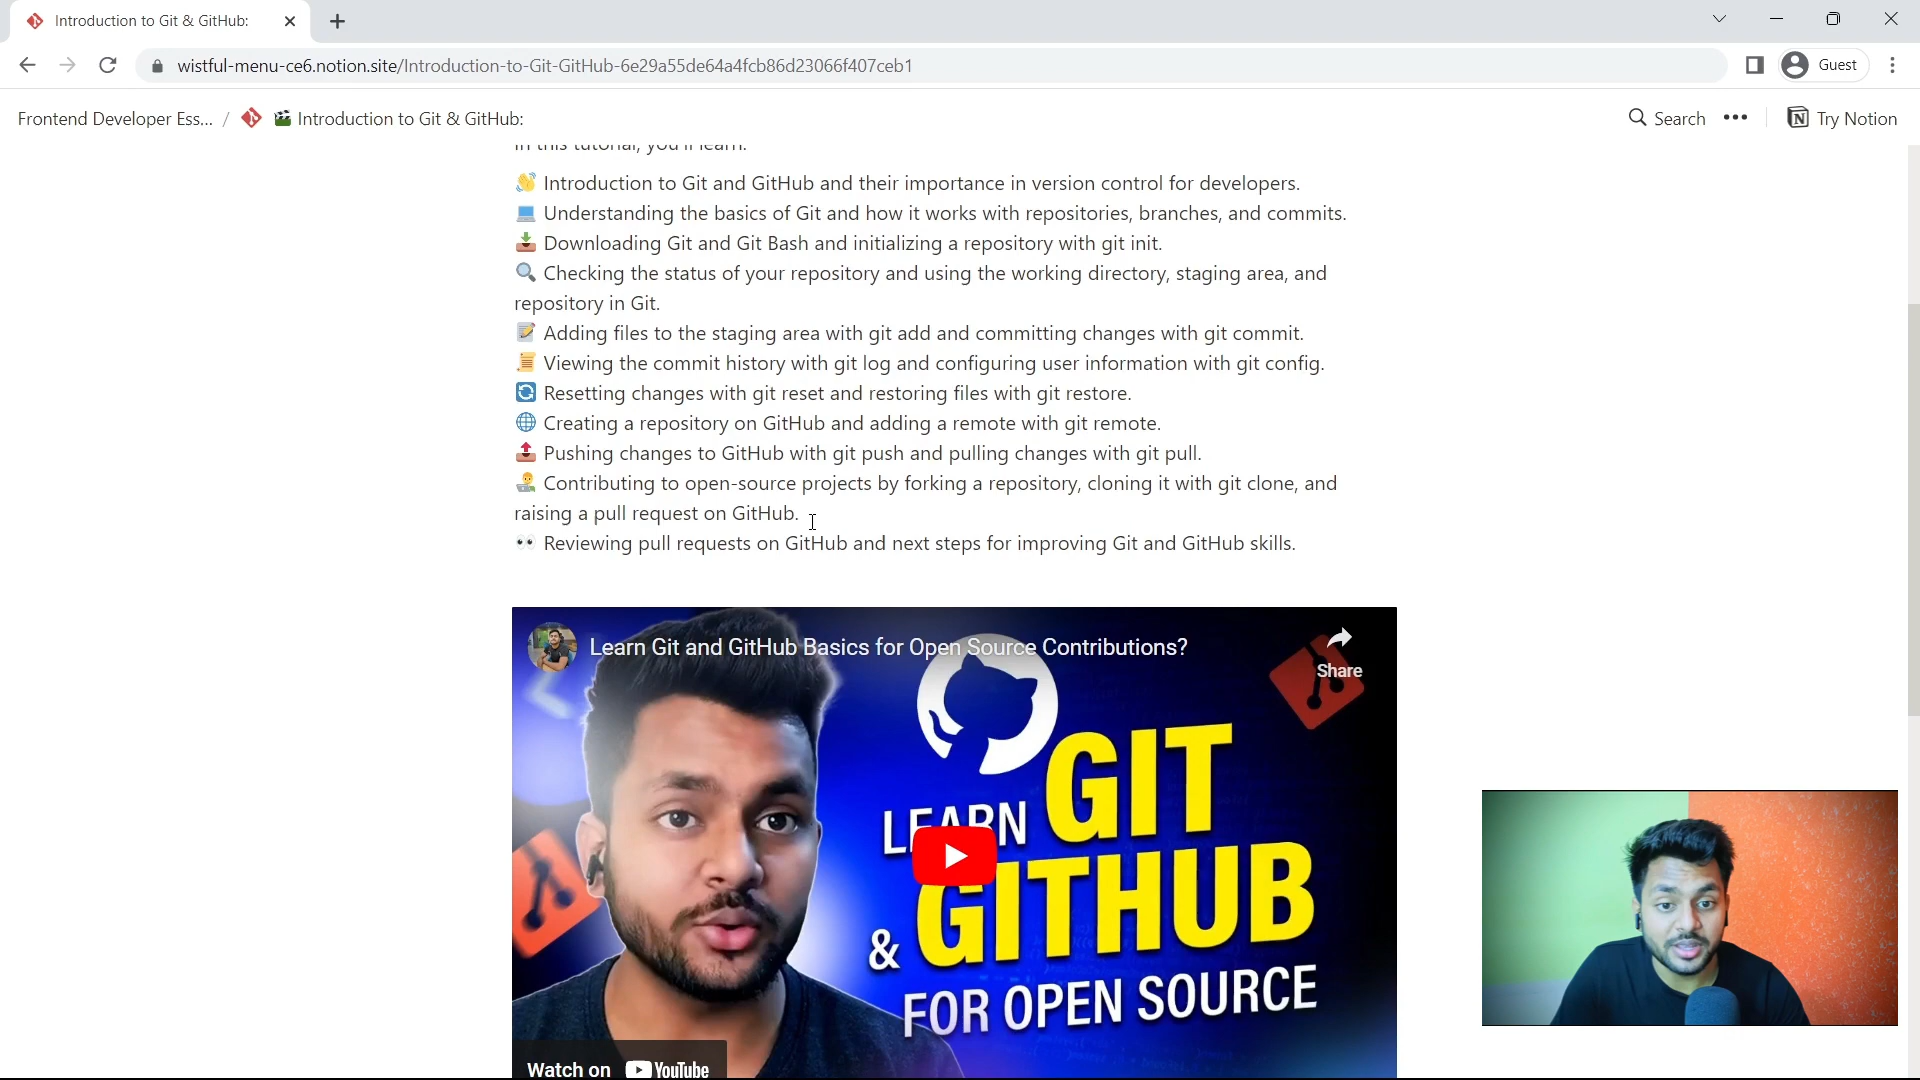 Introduction to Git & GitHub:
wistful-menu-ce6.notion.site/Introduction-to-Git-GitHub-6e29a55de64a4fcb86d23066f407ceb1
Guest
Frontend Developer Ess... / 🎬 Introduction to Git & GitHub:
Search
Try Notion
In this tutorial, you'll learn:
👋 Introduction to Git and GitHub and their importance in version control for developers.
💻 Understanding the basics of Git and how it works with repositories, branches, and commits.
📥 Downloading Git and Git Bash and initializing a repository with git init.
🔍 Checking the status of your repository and using the working directory, staging area, and
repository in Git.
📝 Adding files to the staging area with git add and committing changes with git commit.
📜 Viewing the commit history with git log and configuring user information with git config.
🔄 Resetting changes with git reset and restoring files with git restore.
🌐 Creating a repository on GitHub and adding a remote with git remote.
📤 Pushing changes to GitHub with git push and pulling changes with git pull.
🧑‍💻 Contributing to open-source projects by forking a repository, cloning it with git clone, and
raising a pull request on GitHub.
👀 Reviewing pull requests on GitHub and next steps for improving Git and GitHub skills.
Learn Git and GitHub Basics for Open Source Contributions?
Share
LEARN GIT
& GITHUB
FOR OPEN SOURCE
Watch on YouTube